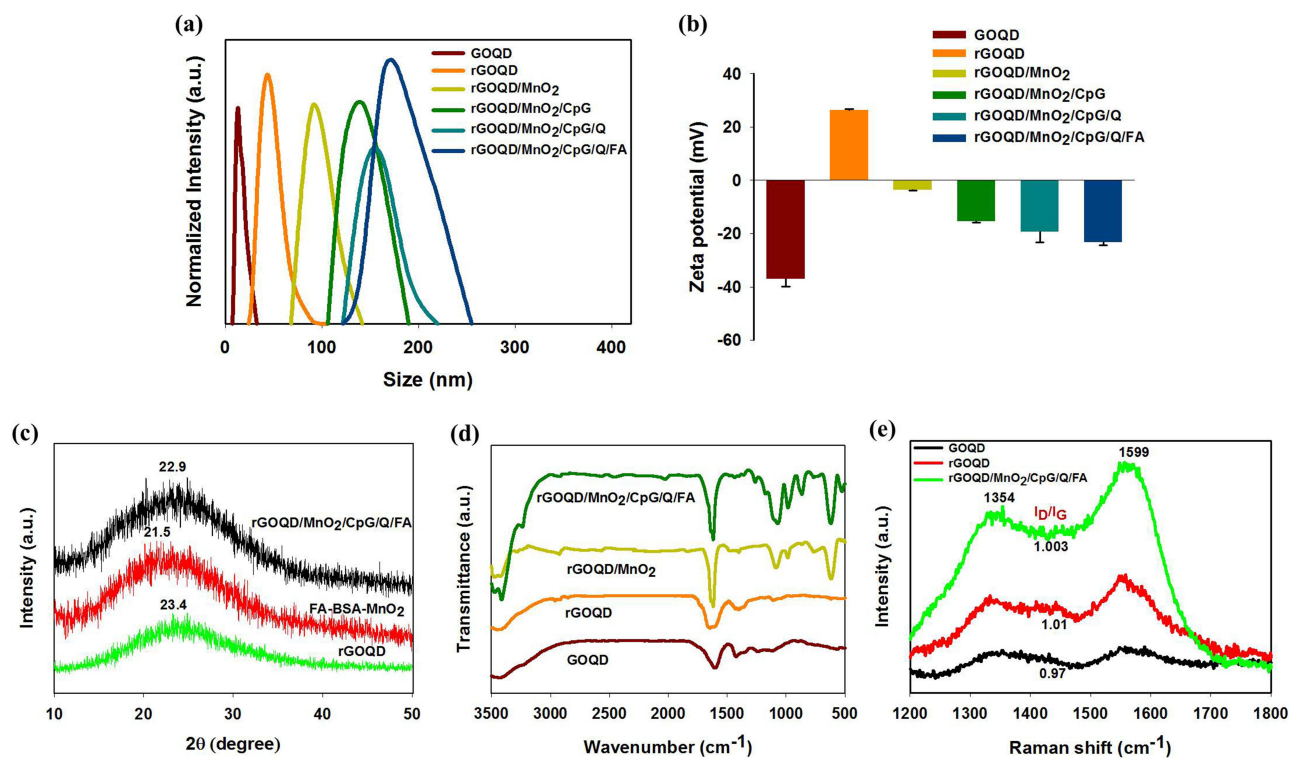 (a)
GOQD
rGOQD
rGOQD/MnO2
rGOQD/MnO2/CpG
rGOQD/MnO2/CpG/Q
rGOQD/MnO2/CpG/Q/FA
Normalized Intensity (a.u.)
0 100 200 300 400
Size (nm)
(b)
GOQD
rGOQD
rGOQD/MnO2
rGOQD/MnO2/CpG
rGOQD/MnO2/CpG/Q
rGOQD/MnO2/CpG/Q/FA
Zeta potential (mV)
40
20
0
-20
-40
-60
(c)
22.9
rGOQD/MnO2/CpG/Q/FA
21.5
FA-BSA-MnO2
23.4
rGOQD
Intensity (a.u.)
10 20 30 40 50
2θ (degree)
(d)
rGOQD/MnO2/CpG/Q/FA
rGOQD/MnO2
rGOQD
GOQD
Transmittance (a.u.)
3500 3000 2500 2000 1500 1000 500
Wavenumber (cm-1)
(e)
GOQD
rGOQD
rGOQD/MnO2/CpG/Q/FA
1599
1354
ID/IG
1.003
1.01
0.97
Intensity (a.u.)
1200 1300 1400 1500 1600 1700 1800
Raman shift (cm-1)